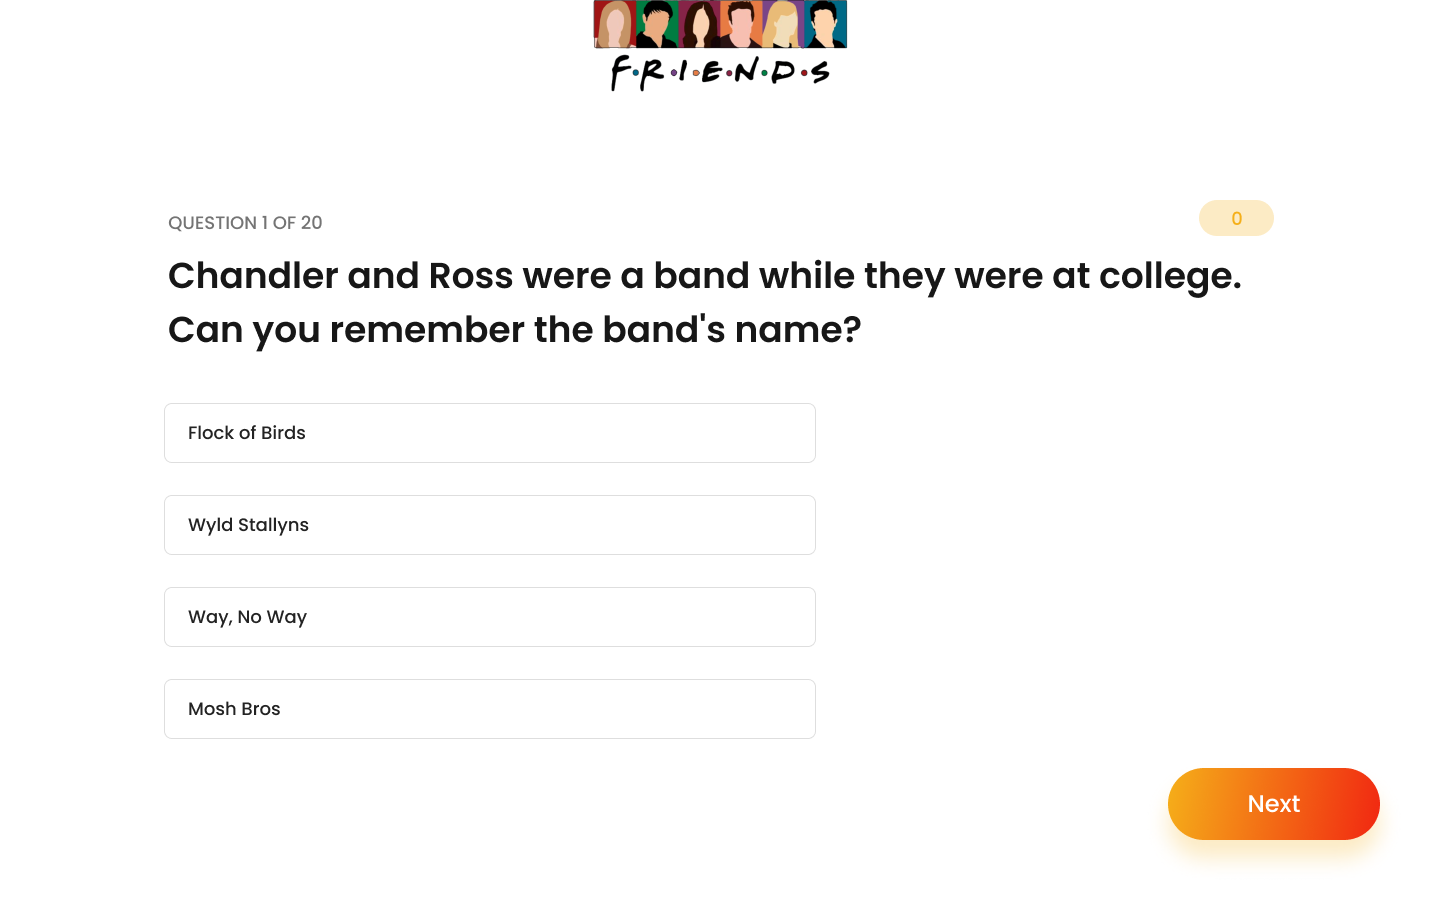 F·R·I·E·N·D·S
QUESTION 1 OF 20
0
Chandler and Ross were a band while they were at college.
Can you remember the band's name?
Flock of Birds
Wyld Stallyns
Way, No Way
Mosh Bros
Next